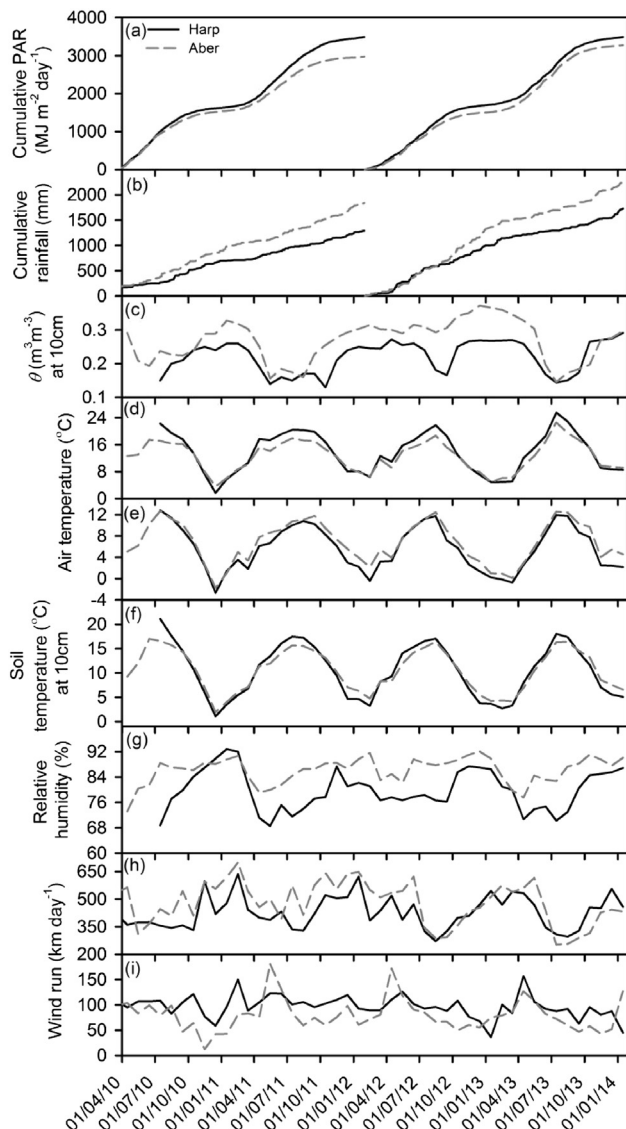 (a)
Harp
Aber
Cumulative PAR
(MJ m⁻² day⁻¹)
4000
3000
2000
1000
0
(b)
Cumulative
rainfall (mm)
2000
1500
1000
500
0
(c)
θ (m³m⁻³)
at 10cm
0.3
0.2
0.1
(d)
24
16
8
0
Air temperature (°C)
(e)
12
8
4
0
-4
(f)
Soil
temperature (°C)
at 10cm
20
15
10
5
0
(g)
Relative
humidity (%)
92
84
76
68
60
(h)
650
500
350
200
Wind run (km day⁻¹)
(i)
150
100
50
0
01/04/10
01/07/10
01/10/10
01/01/11
01/04/11
01/07/11
01/10/11
01/01/12
01/04/12
01/07/12
01/10/12
01/01/13
01/04/13
01/07/13
01/10/13
01/01/14